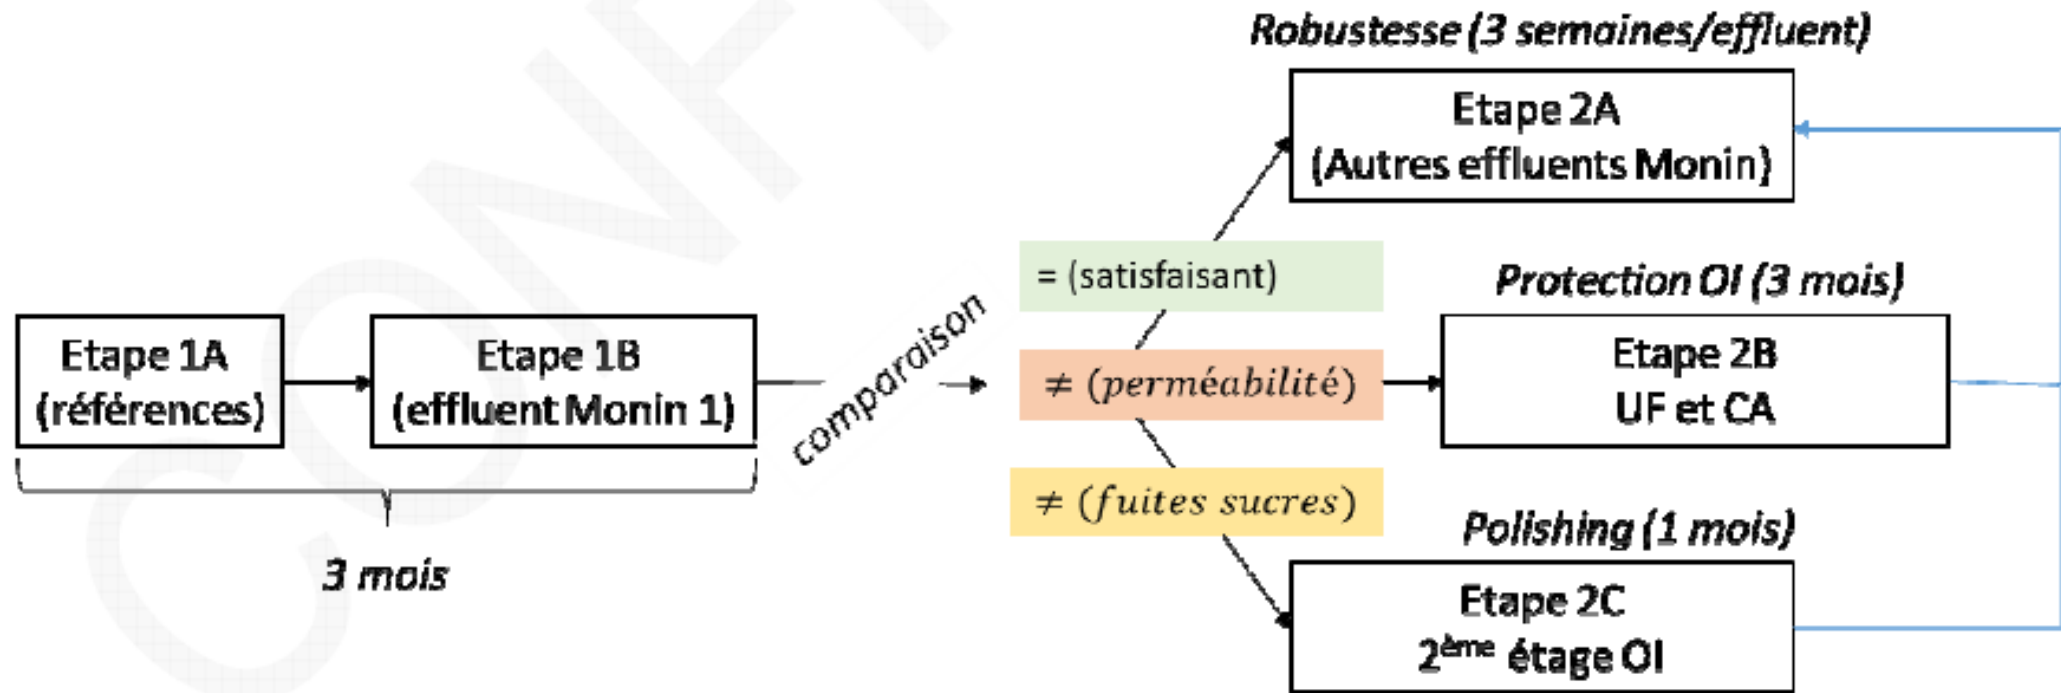 Robustesse (3 semaines/effluent)
Etape 2A
(Autres effluents Monin)
= (satisfaisant)
Protection OI (3 mois)
Etape 1A
(références)
Etape 1B
(effluent Monin 1)
comparaison
≠ (perméabilité)
Etape 2B
UF et CA
≠ (fuites sucres)
Polishing (1 mois)
3 mois
Etape 2C
2ème étage OI
CONF